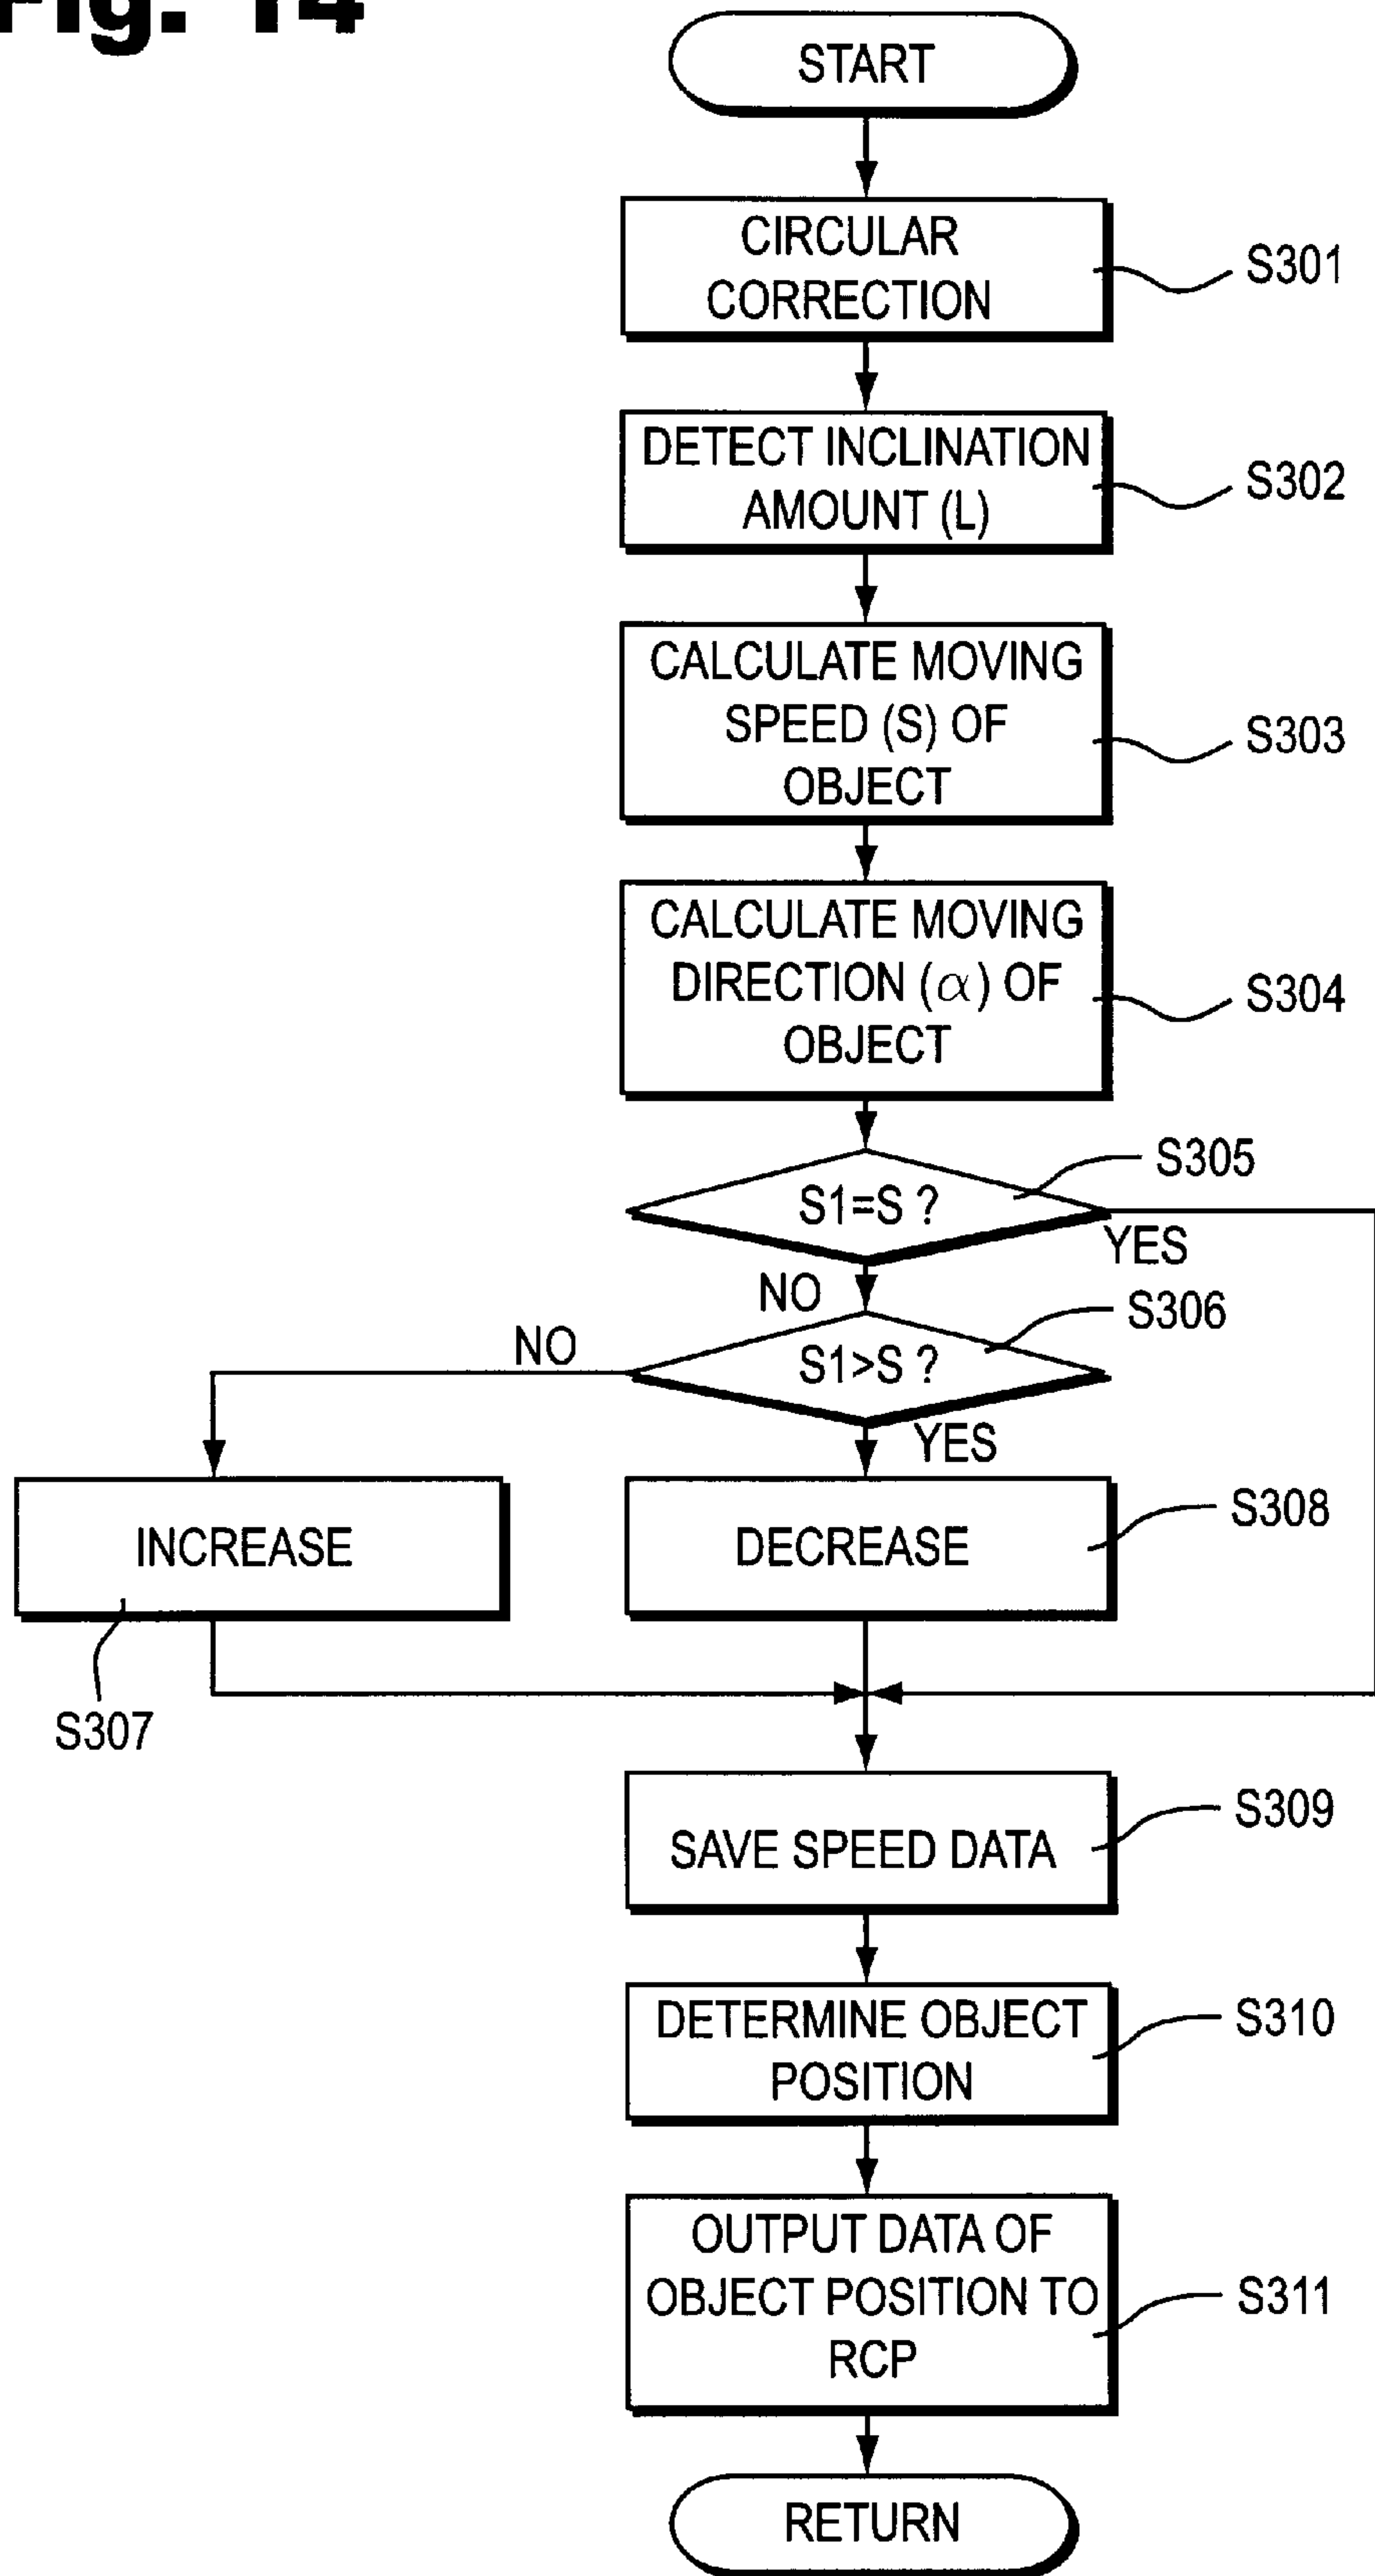 Fig. 14
START
CIRCULAR
CORRECTION
S301
DETECT INCLINATION
AMOUNT (L)
S302
CALCULATE MOVING
SPEED (S) OF
OBJECT
S303
CALCULATE MOVING
DIRECTION (α) OF
OBJECT
S304
S305
S1=S ?
YES
NO
S306
NO
S1>S ?
YES
INCREASE
DECREASE
S308
S307
SAVE SPEED DATA
S309
DETERMINE OBJECT
POSITION
S310
OUTPUT DATA OF
OBJECT POSITION TO
RCP
S311
RETURN